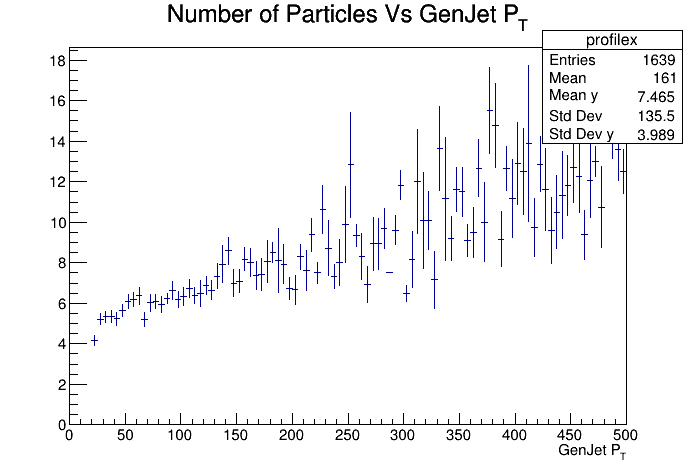 Number of Particles Vs GenJet P_T
profilex
Entries 1639
Mean 161
Mean y 7.465
Std Dev 135.5
Std Dev y 3.989
18
16
14
12
10
8
6
4
2
0
0 50 100 150 200 250 300 350 400 450 500
GenJet P_T